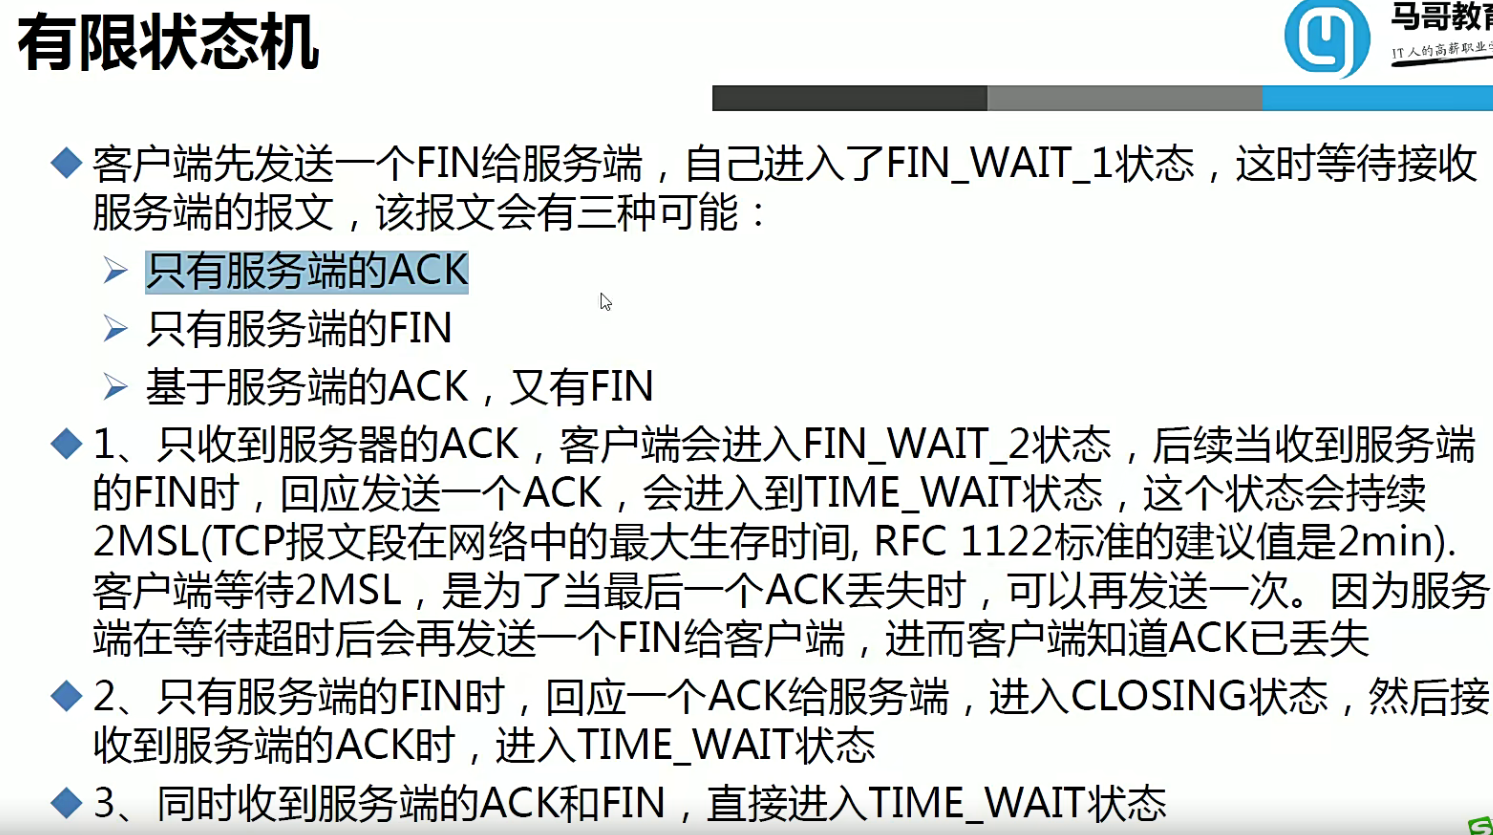 有限状态机
马哥教育
IT人的高薪职业学
客户端先发送一个FIN给服务端，自己进入了FIN_WAIT_1状态，这时等待接收
服务端的报文，该报文会有三种可能：
只有服务端的ACK
只有服务端的FIN
基于服务端的ACK，又有FIN
1、只收到服务器的ACK，客户端会进入FIN_WAIT_2状态，后续当收到服务端
的FIN时，回应发送一个ACK，会进入到TIME_WAIT状态，这个状态会持续
2MSL(TCP报文段在网络中的最大生存时间, RFC 1122标准的建议值是2min).
客户端等待2MSL，是为了当最后一个ACK丢失时，可以再发送一次。因为服务
端在等待超时后会再发送一个FIN给客户端，进而客户端知道ACK已丢失
2、只有服务端的FIN时，回应一个ACK给服务端，进入CLOSING状态，然后接
收到服务端的ACK时，进入TIME_WAIT状态
3、同时收到服务端的ACK和FIN，直接进入TIME_WAIT状态